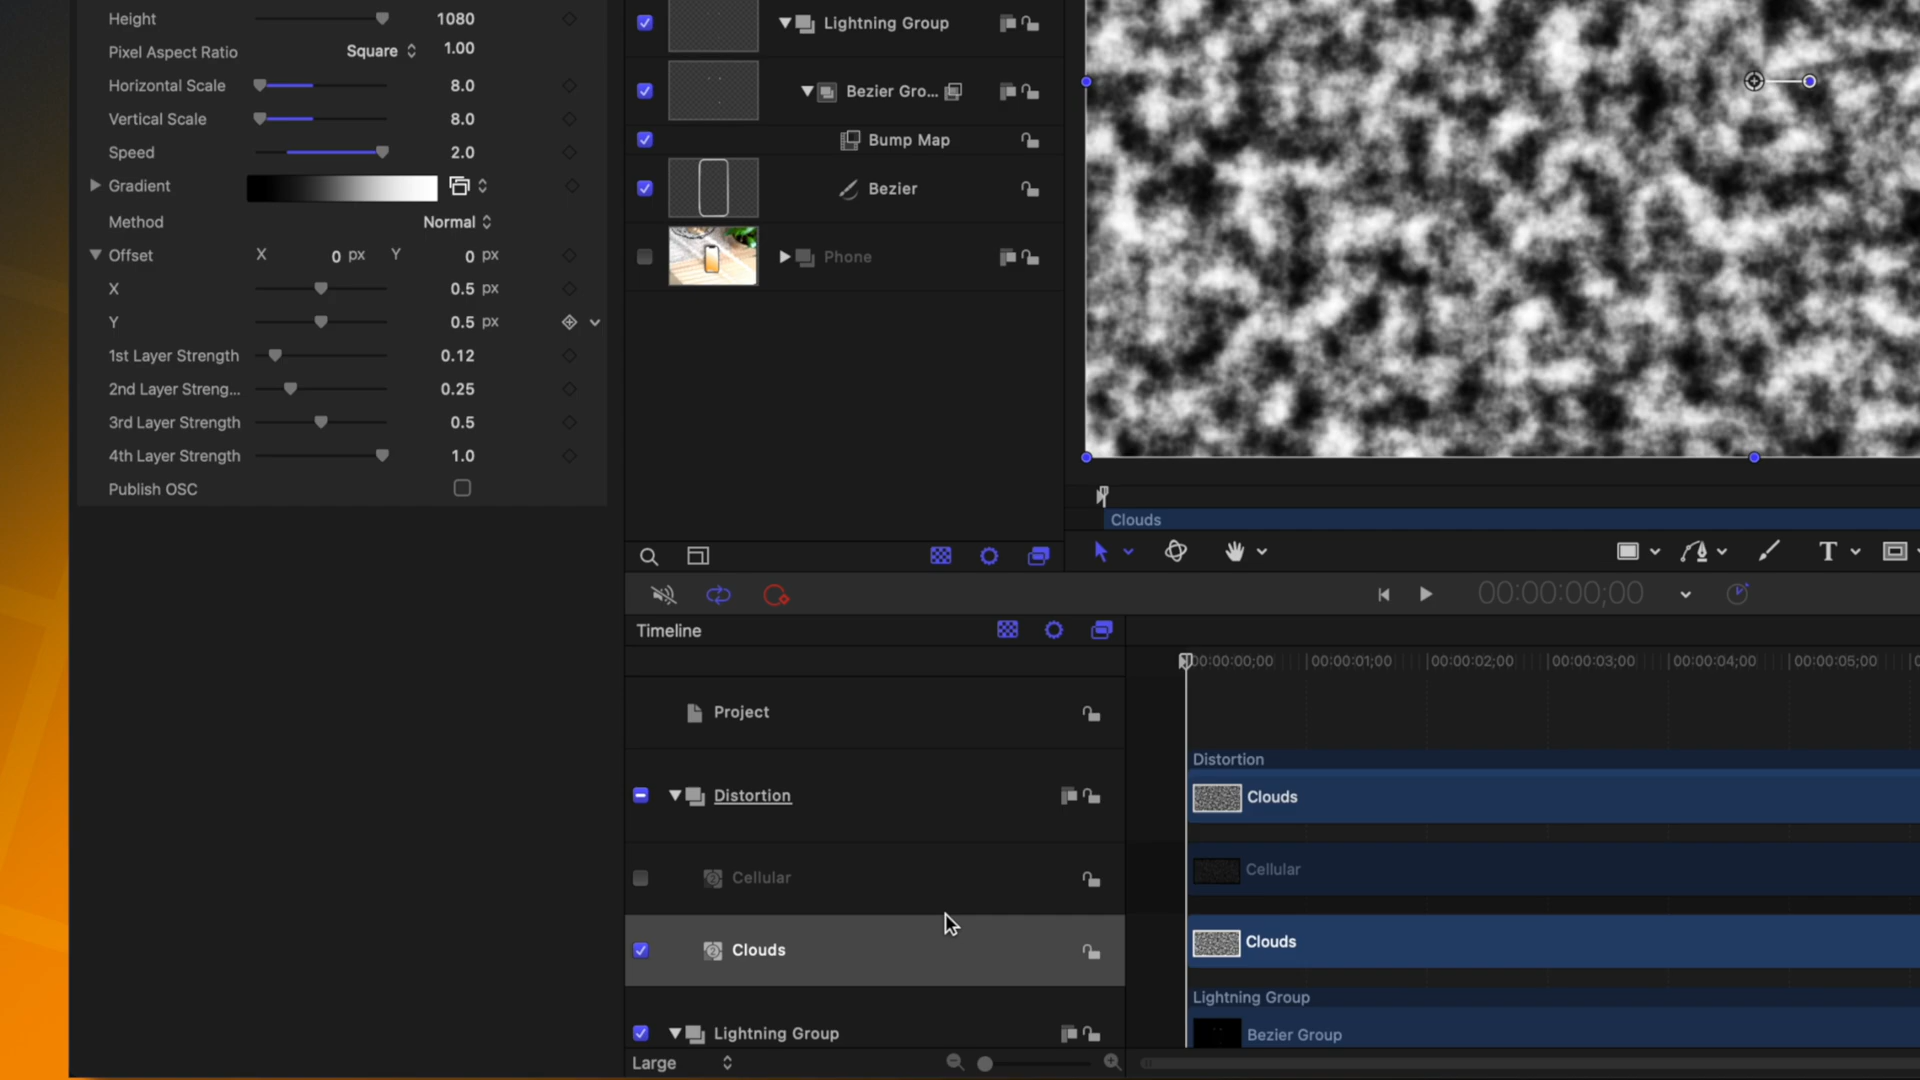 Height 1080
Pixel Aspect Ratio Square 1.00
Horizontal Scale 8.0
Vertical Scale 8.0
Speed 2.0
Gradient
Method Normal
Offset X 0 px Y 0 px
X 0.5 px
Y 0.5 px
1st Layer Strength 0.12
2nd Layer Streng... 0.25
3rd Layer Strength 0.5
4th Layer Strength 1.0
Publish OSC
Lightning Group
Bezier Gro...
Bump Map
Bezier
Phone
Clouds
T
00:00:00;00
Timeline
00:00:00;00 00:00:01;00 00:00:02;00 00:00:03;00 00:00:04;00 00:00:05;00
Project
Distortion
Distortion
Clouds
Cellular
Cellular
Clouds
Clouds
Lightning Group
Lightning Group
Bezier Group
Large